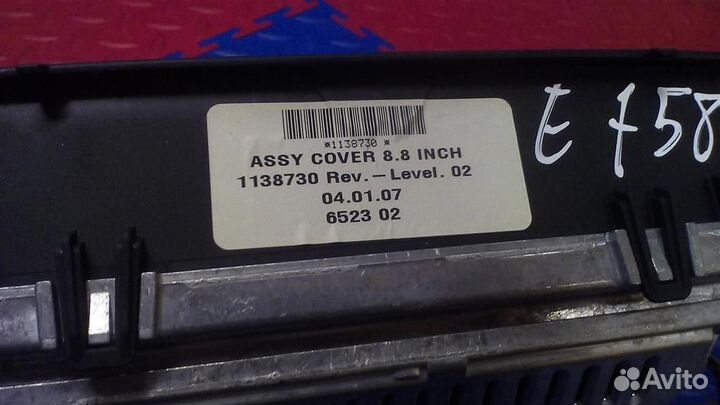 *1138730 *
ASSY COVER 8.8 INCH
1138730 Rev. – Level. 02
04.01.07
6523 02
E f58
Avito